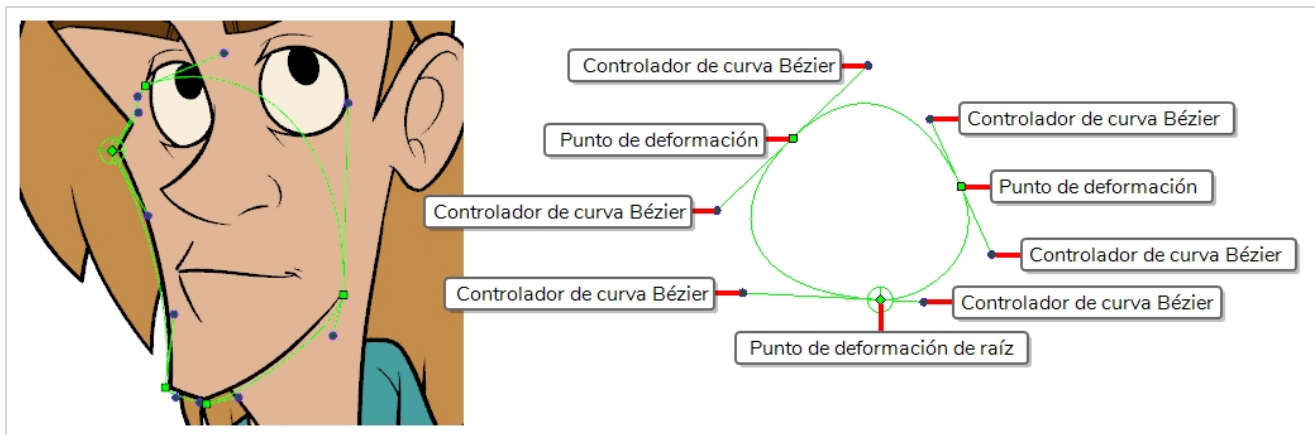 Controlador de curva Bézier
Controlador de curva Bézier
Punto de deformación
Punto de deformación
Controlador de curva Bézier
Controlador de curva Bézier
Controlador de curva Bézier
Controlador de curva Bézier
Punto de deformación de raíz